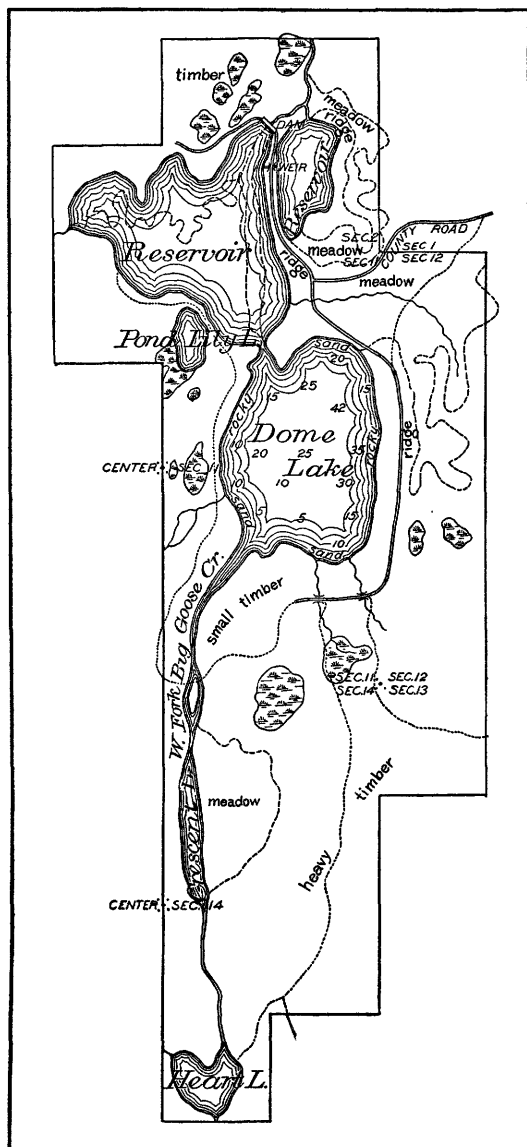 timber
meadow
ridge
DAM
WEIR
Reservoir
meadow
SEC. 2
SEC. 11
COUNTY ROAD
SEC 1
SEC 12
meadow
Reservoir
ridge
Pond Lily L.
sand
20
15
25
15
rocky
42
ridge
Dome
Lake
20
25
35
rocky
CENTER SEC. 11
10
30
sand
5
5
15
10
sand
W. Fork Big Goose Cr.
small timber
SEC. 11 SEC. 12
SEC. 14 SEC. 13
timber
meadow
Crescent L.
heavy
CENTER SEC. 14
Heart L.